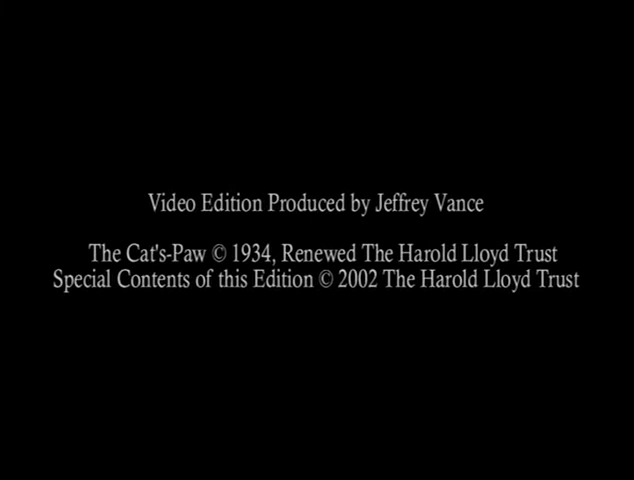 Video Edition Produced by Jeffrey Vance
The Cat's-Paw © 1934, Renewed The Harold Lloyd Trust
Special Contents of this Edition © 2002 The Harold Lloyd Trust